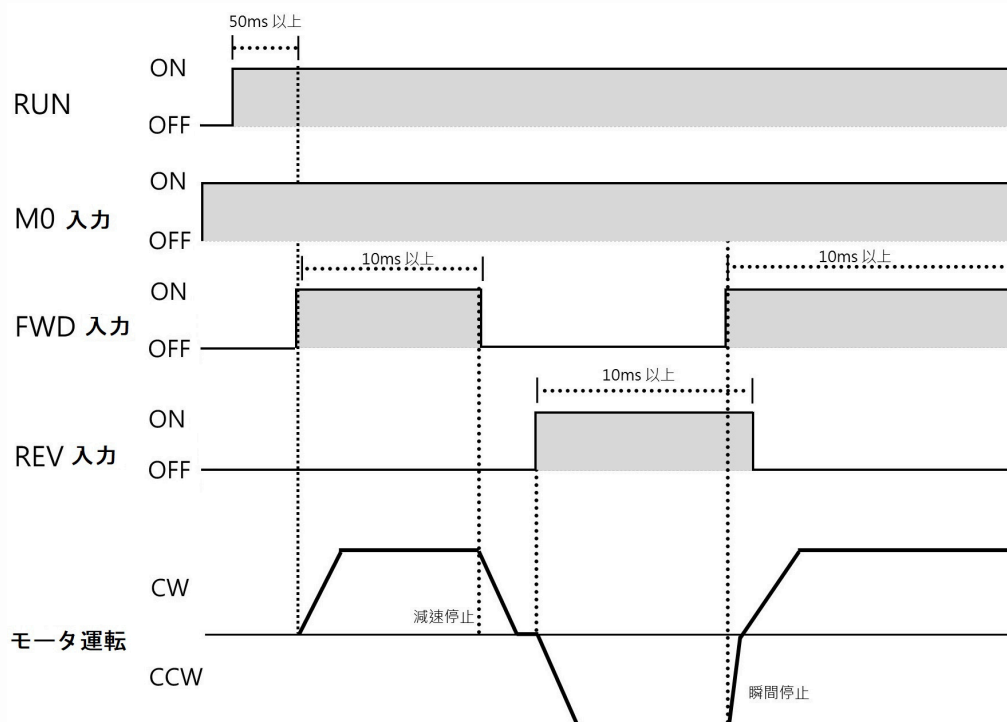 50ms 以上
ON
RUN
OFF
ON
M0 入力
OFF
10ms 以上
10ms 以上
ON
FWD 入力
OFF
10ms 以上
ON
REV 入力
OFF
CW
減速停止
モータ運転
CCW
瞬間停止